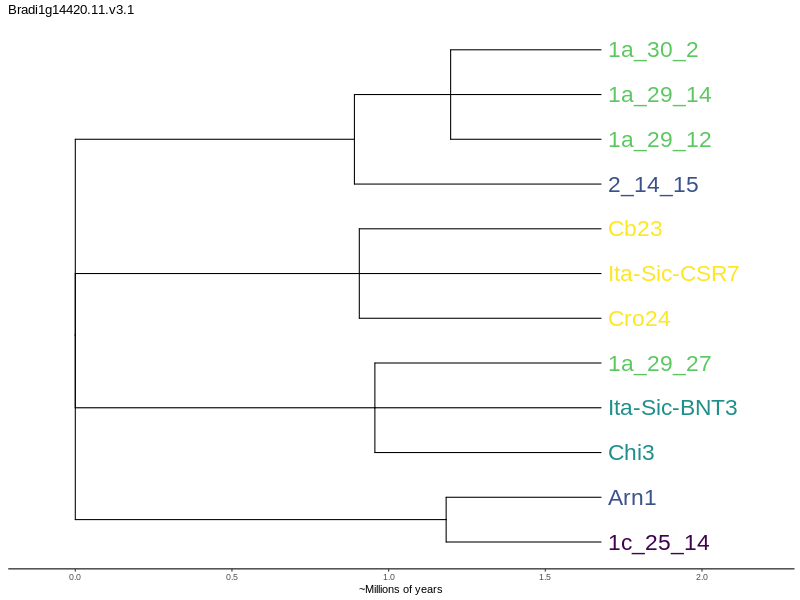 Bradi1g14420.11.v3.1
1a_30_2
1a_29_14
1a_29_12
2_14_15
Cb23
Ita-Sic-CSR7
Cro24
1a_29_27
Ita-Sic-BNT3
Chi3
Arn1
1c_25_14
0.0 0.5 1.0 1.5 2.0
~Millions of years